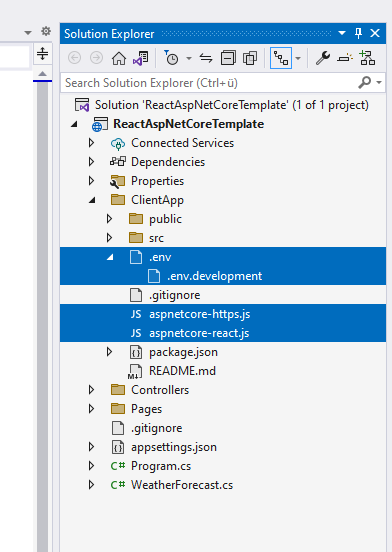 Solution Explorer
Search Solution Explorer (Ctrl+ü)
Solution 'ReactAspNetCoreTemplate' (1 of 1 project)
ReactAspNetCoreTemplate
Connected Services
Dependencies
Properties
ClientApp
public
src
.env
.env.development
.gitignore
JS aspnetcore-https.js
JS aspnetcore-react.js
package.json
M README.md
Controllers
Pages
.gitignore
appsettings.json
C# Program.cs
C# WeatherForecast.cs